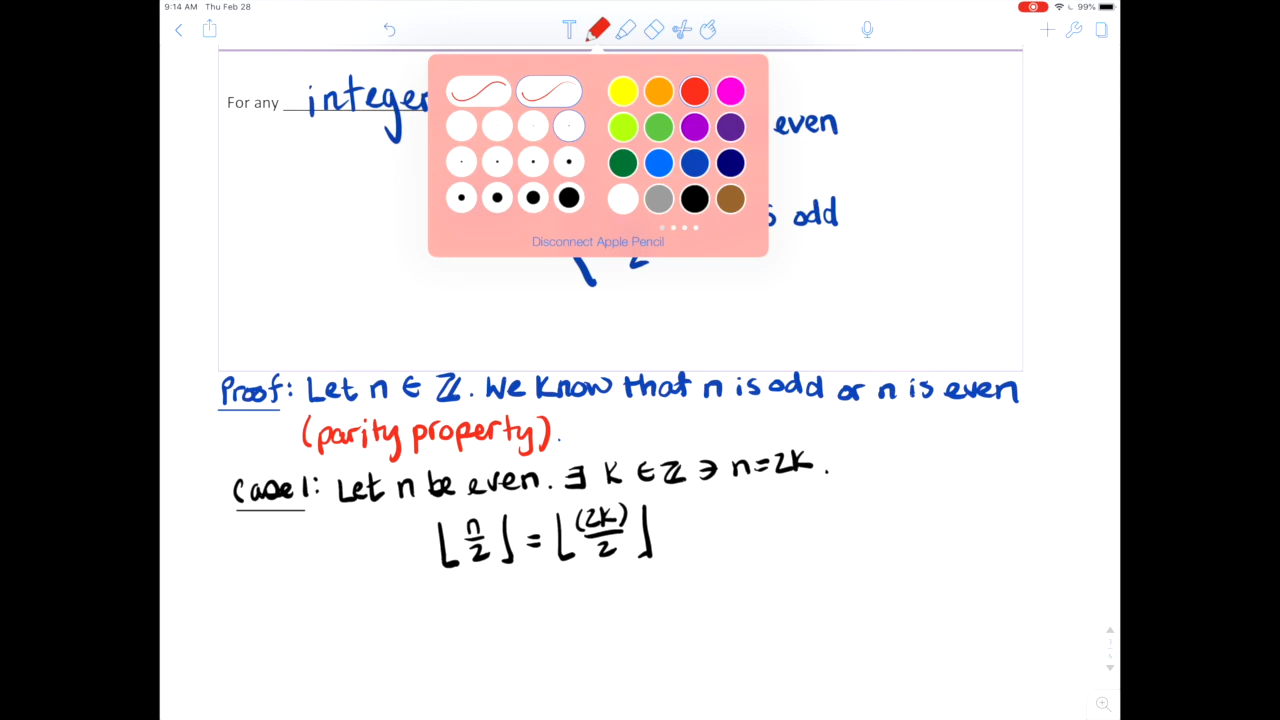 9:14 AM Thu Feb 28
99%
T
For any integer
even
Disconnect Apple Pencil
odd
2
Proof: Let n ∈ ℤ. We know that n is odd or n is even
(parity property).
Case 1: Let n be even. ∃ k ∈ ℤ ∋ n=2k.
⌊n/2⌋ = ⌊(2k)/2⌋